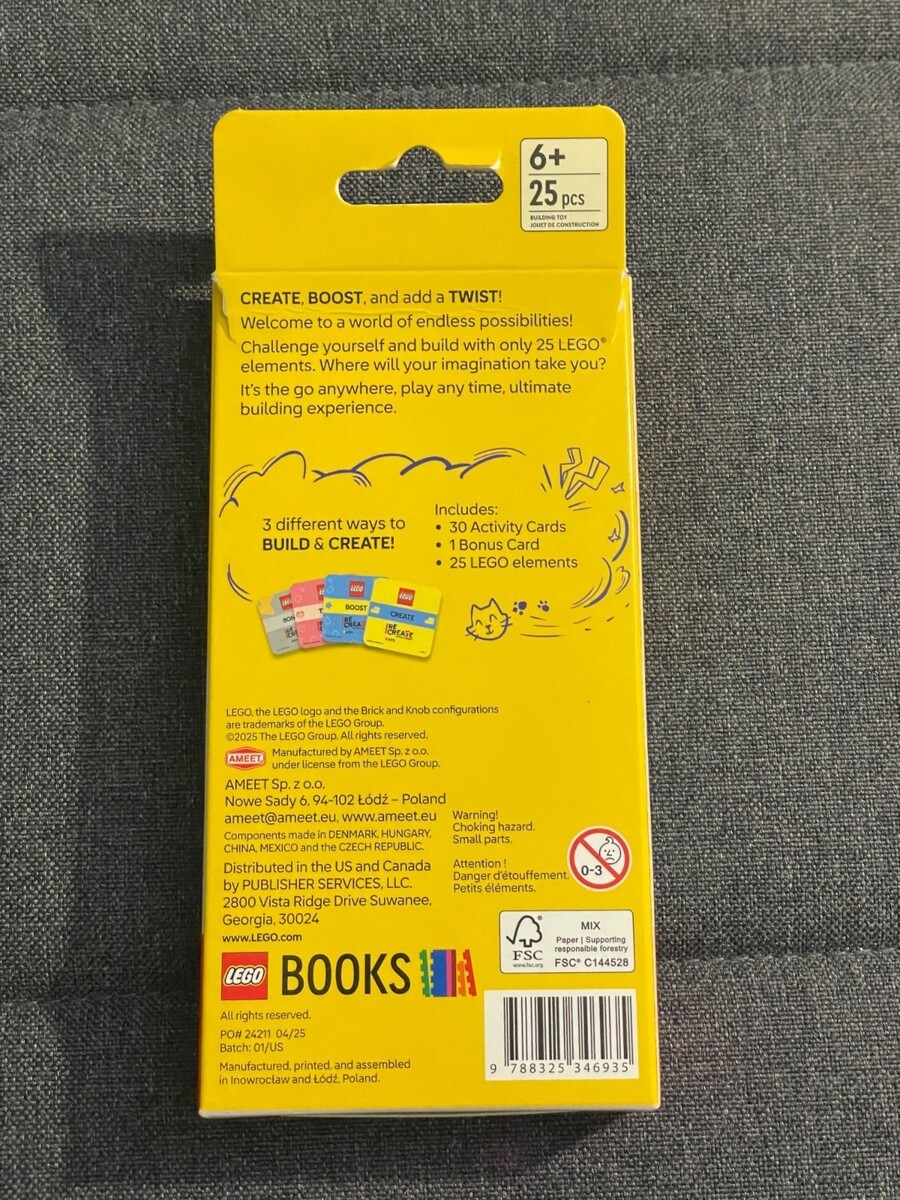 6+
25 pcs
BUILDING TOY
JOUET DE CONSTRUCTION
CREATE, BOOST, and add a TWIST!
Welcome to a world of endless possibilities!
Challenge yourself and build with only 25 LEGO®
elements. Where will your imagination take you?
It's the go anywhere, play any time, ultimate
building experience.
3 different ways to
BUILD & CREATE!
Includes:
• 30 Activity Cards
• 1 Bonus Card
• 25 LEGO elements
LEGO
BOOST
LEGO
CREATE
RE
CREATE
LEGO, the LEGO logo and the Brick and Knob configurations
are trademarks of the LEGO Group.
©2025 The LEGO Group. All rights reserved.
AMEET
Manufactured by AMEET Sp. z o.o.
under license from the LEGO Group.
AMEET Sp. z o.o.
Nowe Sady 6, 94-102 Łódź – Poland
ameet@ameet.eu, www.ameet.eu
Components made in DENMARK, HUNGARY,
CHINA, MEXICO and the CZECH REPUBLIC.
Distributed in the US and Canada
by PUBLISHER SERVICES, LLC.
2800 Vista Ridge Drive Suwanee,
Georgia, 30024
www.LEGO.com
Warning!
Choking hazard.
Small parts.
Attention !
Danger d'étouffement.
Petits éléments.
0-3
FSC
www.fsc.org
MIX
Paper | Supporting
responsible forestry
FSC® C144528
LEGO BOOKS
All rights reserved.
PO# 24211 04/25
Batch: 01/US
Manufactured, printed, and assembled
in Inowrocław and Łódź, Poland.
9 788325 346935